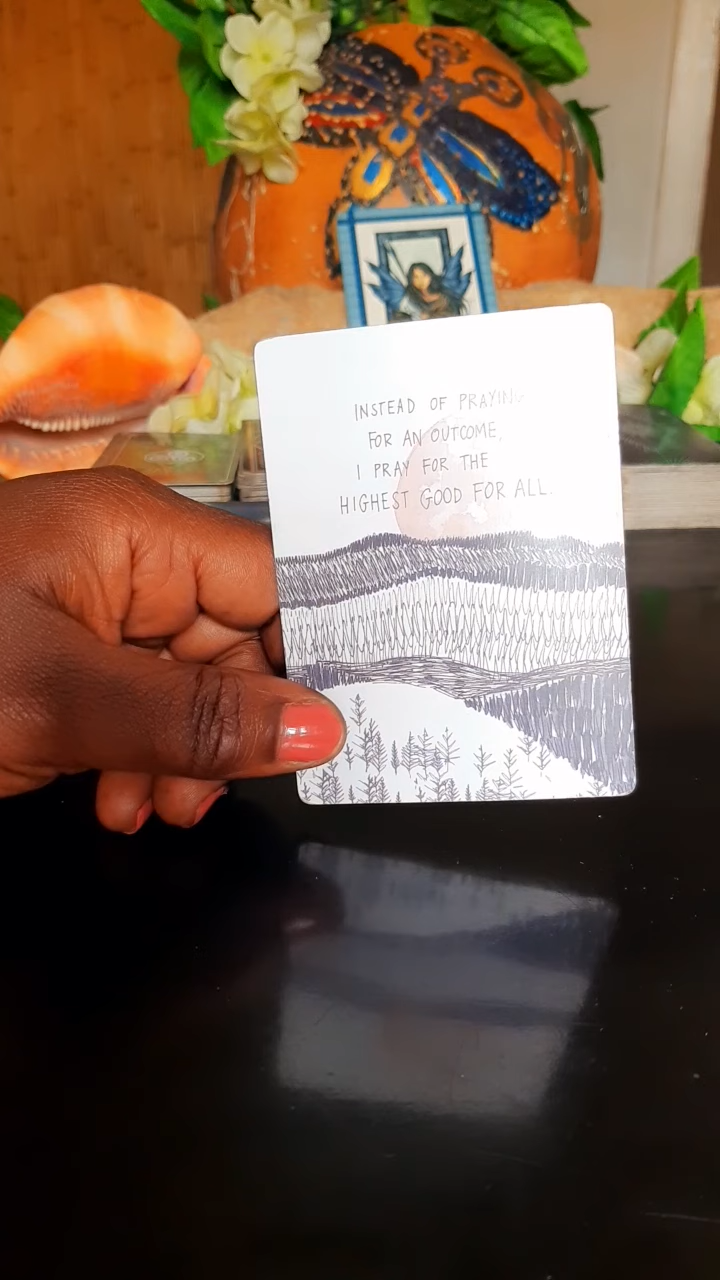 INSTEAD OF PRAYING
FOR AN OUTCOME,
I PRAY FOR THE
HIGHEST GOOD FOR ALL.